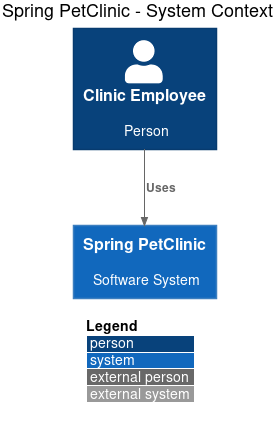 Spring PetClinic - System Context
Clinic Employee
Person
Uses
Spring PetClinic
Software System
Legend
person
system
external person
external system